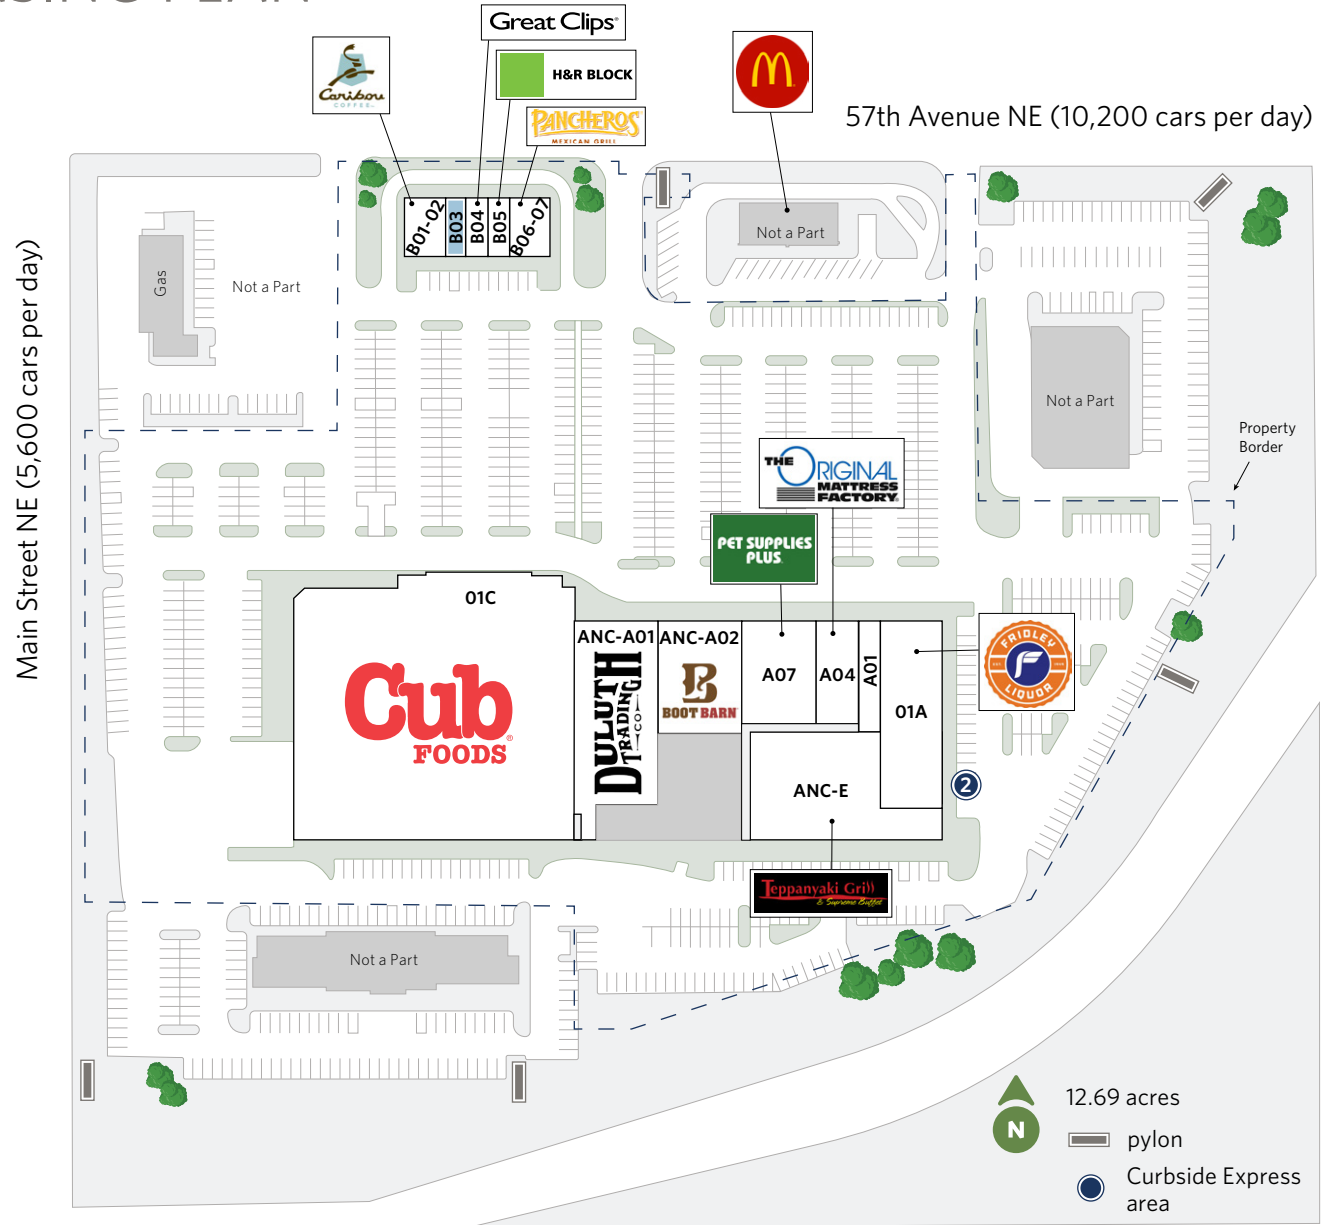 Great Clips®
Caribou
COFFEE
H&R BLOCK
PANCHEROS®
MEXICAN GRILL
57th Avenue NE (10,200 cars per day)
B01-02
B03
B04
B05
B06-07
Not a Part
Gas
Not a Part
Main Street NE (5,600 cars per day)
Not a Part
Property
Border
THE ORIGINAL
MATTRESS
FACTORY
PET SUPPLIES
PLUS
01C
ANC-A01
ANC-A02
A07
A04
A01
01A
Cub
FOODS®
DULUTH
TRADING
CO
BOOT BARN
FRIDLEY
LIQUOR
2
ANC-E
Teppanyaki Grill
& Supreme Buffet
Not a Part
N
12.69 acres
pylon
Curbside Express
area